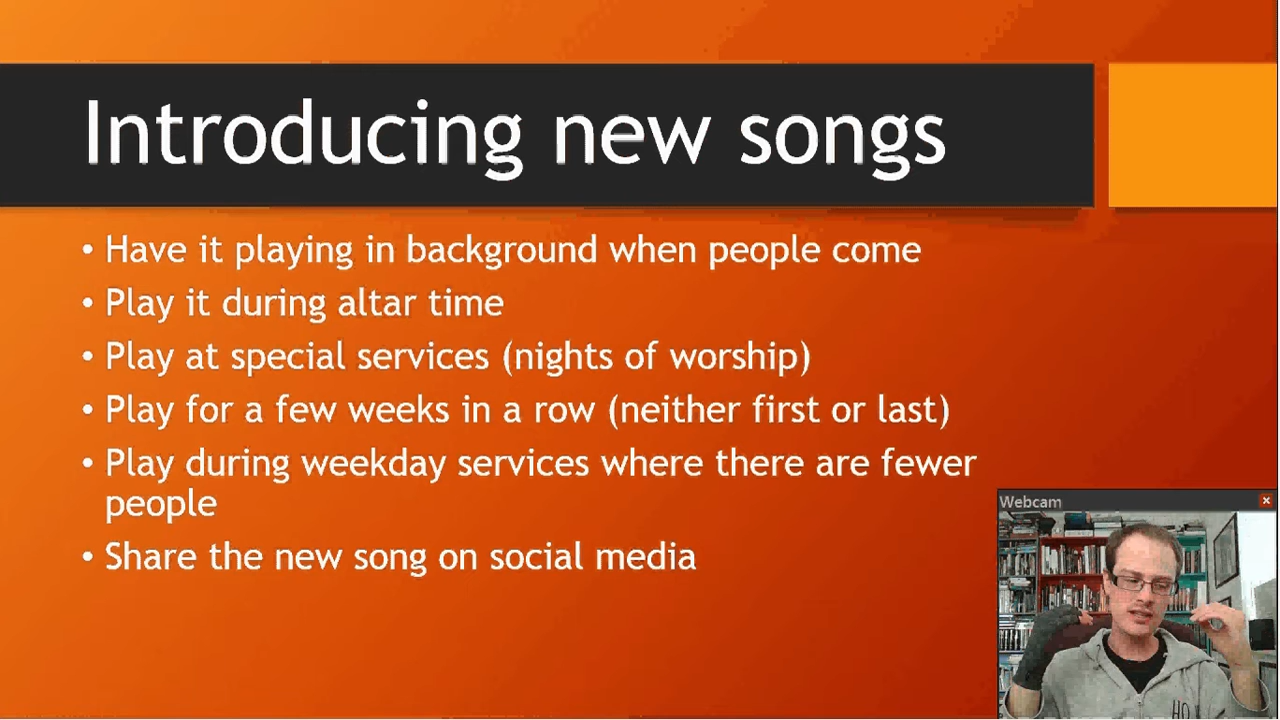 Introducing new songs
• Have it playing in background when people come
• Play it during altar time
• Play at special services (nights of worship)
• Play for a few weeks in a row (neither first or last)
• Play during weekday services where there are fewer
people
• Share the new song on social media
Webcam
HO